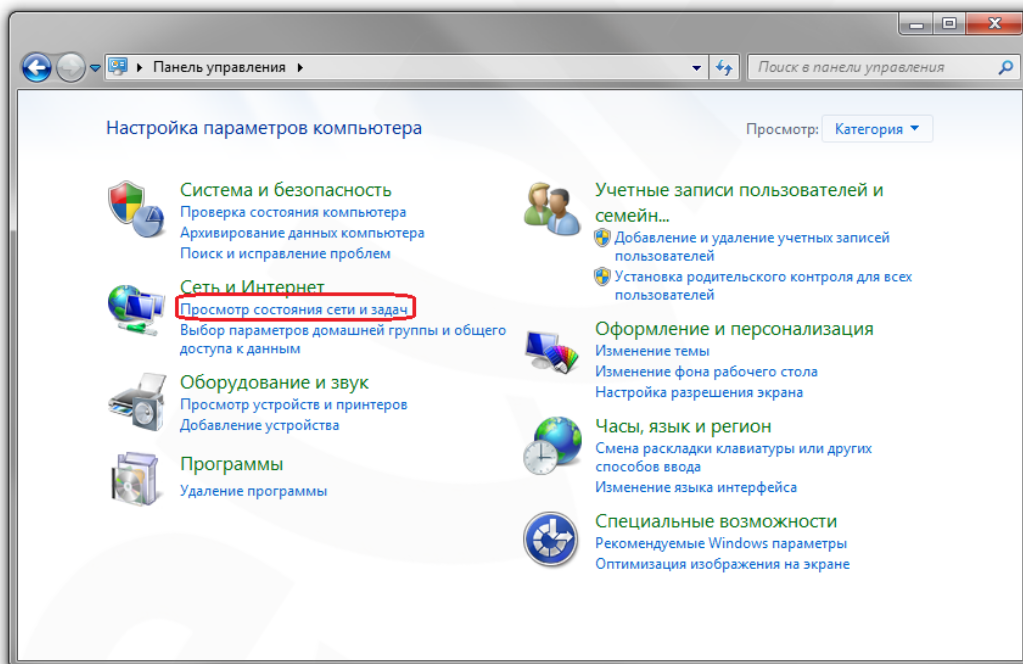 Панель управления
Поиск в панели управления
Настройка параметров компьютера
Просмотр: Категория
Система и безопасность
Проверка состояния компьютера
Архивирование данных компьютера
Поиск и исправление проблем
Сеть и Интернет
Просмотр состояния сети и задач
Выбор параметров домашней группы и общего
доступа к данным
Оборудование и звук
Просмотр устройств и принтеров
Добавление устройства
Программы
Удаление программы
Учетные записи пользователей и
семейн...
Добавление и удаление учетных записей
пользователей
Установка родительского контроля для всех
пользователей
Оформление и персонализация
Изменение темы
Изменение фона рабочего стола
Настройка разрешения экрана
Часы, язык и регион
Смена раскладки клавиатуры или других
способов ввода
Изменение языка интерфейса
Специальные возможности
Рекомендуемые Windows параметры
Оптимизация изображения на экране